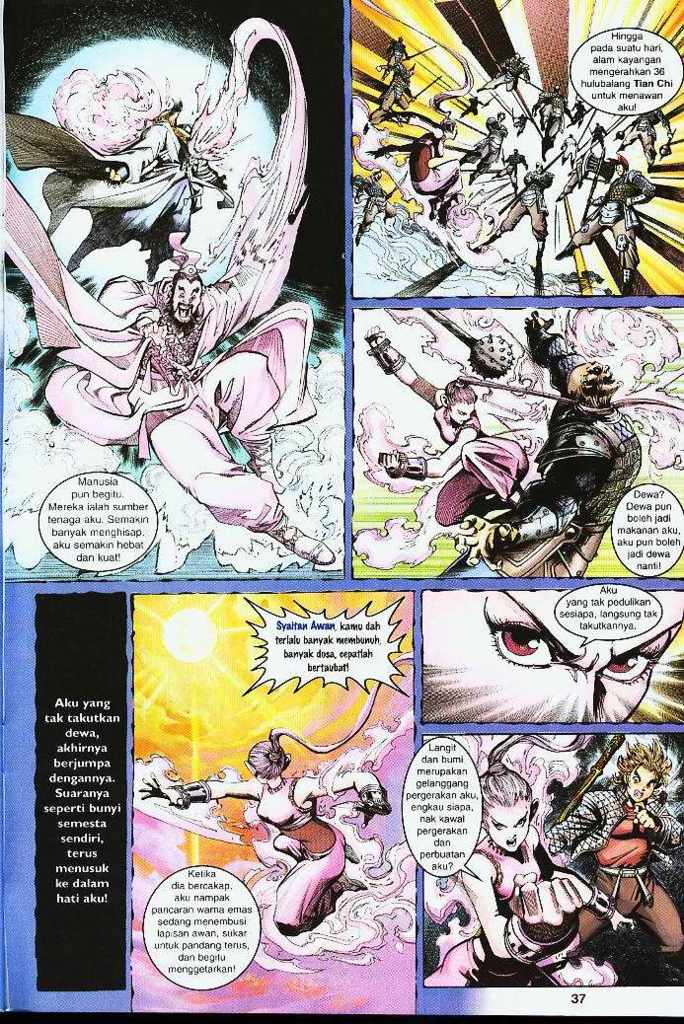 Manusia
pun begitu.
Mereka ialah sumber
tenaga aku. Semakin
banyak menghisap,
aku semakin hebat
dan kuat!
Hingga
pada suatu hari,
alam kayangan
mengerahkan 36
hulubalang Tian Chi
untuk menawan
aku!
Dewa?
Dewa pun
boleh jadi
makanan aku,
aku pun boleh
jadi dewa
nanti!
Aku yang
tak takutkan
dewa,
akhirnya
berjumpa
dengannya.
Suaranya
seperti bunyi
semesta
sendiri,
terus
menusuk
ke dalam
hati aku!
Syaitan Awan, kamu dah
terlalu banyak membunuh,
banyak dosa, cepatlah
bertaubat!
Ketika
dia bercakap,
aku nampak
pancaran warna emas
sedang menembusi
lapisan awan, sukar
untuk pandang terus,
dan begitu
menggetarkan!
Aku
yang tak pedulikan
sesiapa, langsung tak
takutkannya.
Langit
dan bumi
merupakan
gelanggang
pergerakan aku,
engkau siapa,
nak kawal
pergerakan
dan
perbuatan
aku?
37